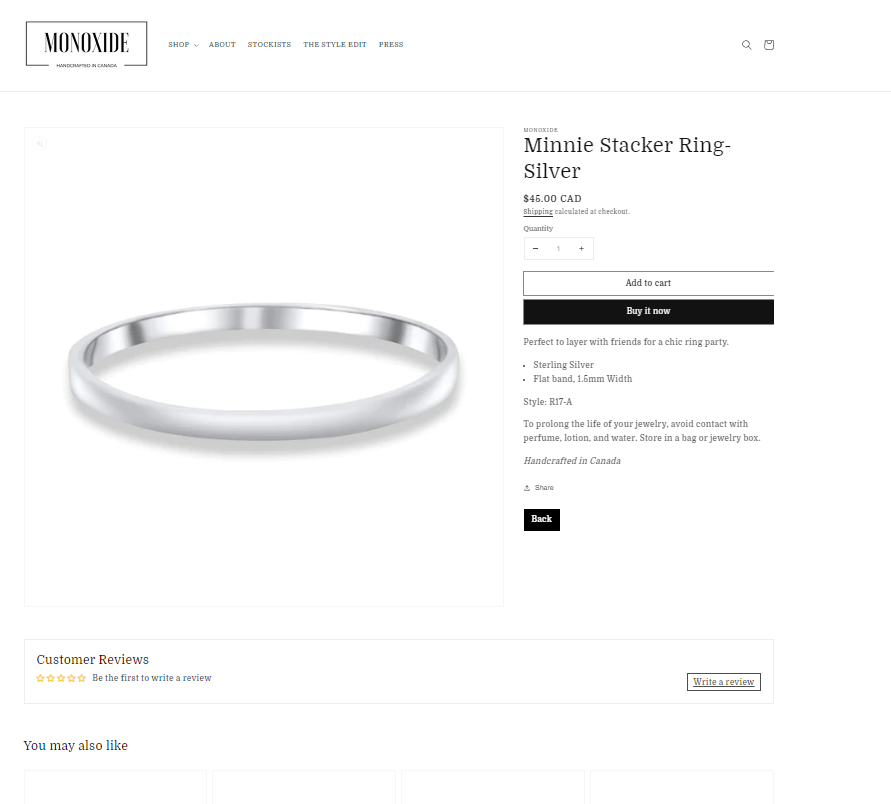 MONOXIDE
HANDCRAFTED IN CANADA
SHOP ABOUT STOCKISTS THE STYLE EDIT PRESS
MONOXIDE
Minnie Stacker Ring-
Silver
$45.00 CAD
Shipping calculated at checkout.
Quantity
− 1 +
Add to cart
Buy it now
Perfect to layer with friends for a chic ring party.
• Sterling Silver
• Flat band, 1.5mm Width
Style: R17-A
To prolong the life of your jewelry, avoid contact with
perfume, lotion, and water. Store in a bag or jewelry box.
Handcrafted in Canada
Share
Back
Customer Reviews
Be the first to write a review
Write a review
You may also like